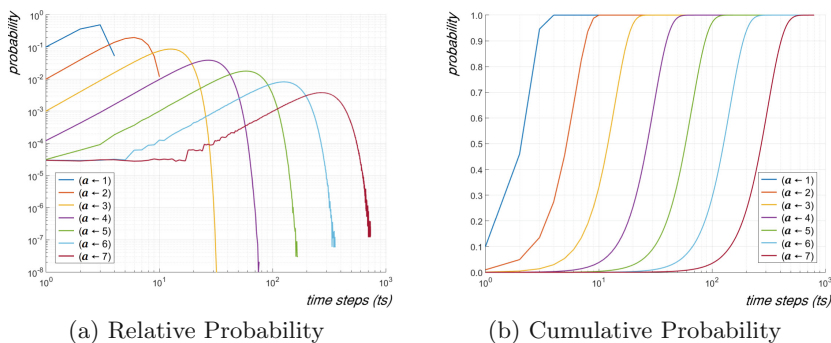 probability
10⁰
10⁻¹
10⁻²
10⁻³
10⁻⁴
10⁻⁵
10⁻⁶
10⁻⁷
10⁻⁸
(a ← 1)
(a ← 2)
(a ← 3)
(a ← 4)
(a ← 5)
(a ← 6)
(a ← 7)
10⁰ 10¹ 10² 10³
time steps (ts)
(a) Relative Probability
probability
1.0
0.9
0.8
0.7
0.6
0.5
0.4
0.3
0.2
0.1
0.0
(a ← 1)
(a ← 2)
(a ← 3)
(a ← 4)
(a ← 5)
(a ← 6)
(a ← 7)
10⁰ 10¹ 10² 10³
time steps (ts)
(b) Cumulative Probability